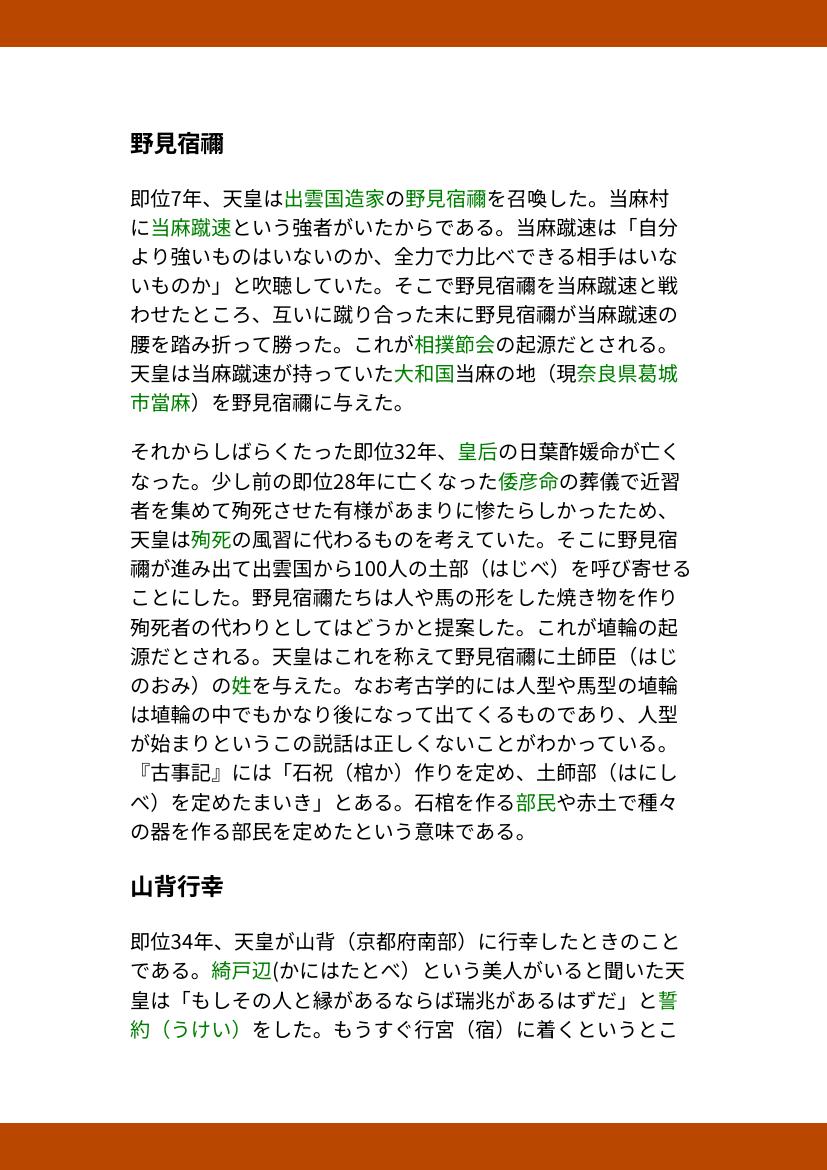 野見宿禰
即位7年、天皇は出雲国造家の野見宿禰を召喚した。当麻村
に当麻蹴速という強者がいたからである。当麻蹴速は「自分
より強いものはいないのか、全力で力比べできる相手はいな
いものか」と吹聴していた。そこで野見宿禰を当麻蹴速と戦
わせたところ、互いに蹴り合った末に野見宿禰が当麻蹴速の
腰を踏み折って勝った。これが相撲節会の起源だとされる。
天皇は当麻蹴速が持っていた大和国当麻の地（現奈良県葛城
市當麻）を野見宿禰に与えた。
それからしばらくたった即位32年、皇后の日葉酢媛命が亡く
なった。少し前の即位28年に亡くなった倭彦命の葬儀で近習
者を集めて殉死させた有様があまりに惨たらしかったため、
天皇は殉死の風習に代わるものを考えていた。そこに野見宿
禰が進み出て出雲国から100人の土部（はじべ）を呼び寄せる
ことにした。野見宿禰たちは人や馬の形をした焼き物を作り
殉死者の代わりとしてはどうかと提案した。これが埴輪の起
源だとされる。天皇はこれを称えて野見宿禰に土師臣（はじ
のおみ）の姓を与えた。なお考古学的には人型や馬型の埴輪
は埴輪の中でもかなり後になって出てくるものであり、人型
が始まりというこの説話は正しくないことがわかっている。
『古事記』には「石祝（棺か）作りを定め、土師部（はにし
べ）を定めたまいき」とある。石棺を作る部民や赤土で種々
の器を作る部民を定めたという意味である。
山背行幸
即位34年、天皇が山背（京都府南部）に行幸したときのこと
である。綺戸辺(かにはたとべ）という美人がいると聞いた天
皇は「もしその人と縁があるならば瑞兆があるはずだ」と誓
約（うけい）をした。もうすぐ行宮（宿）に着くというとこ